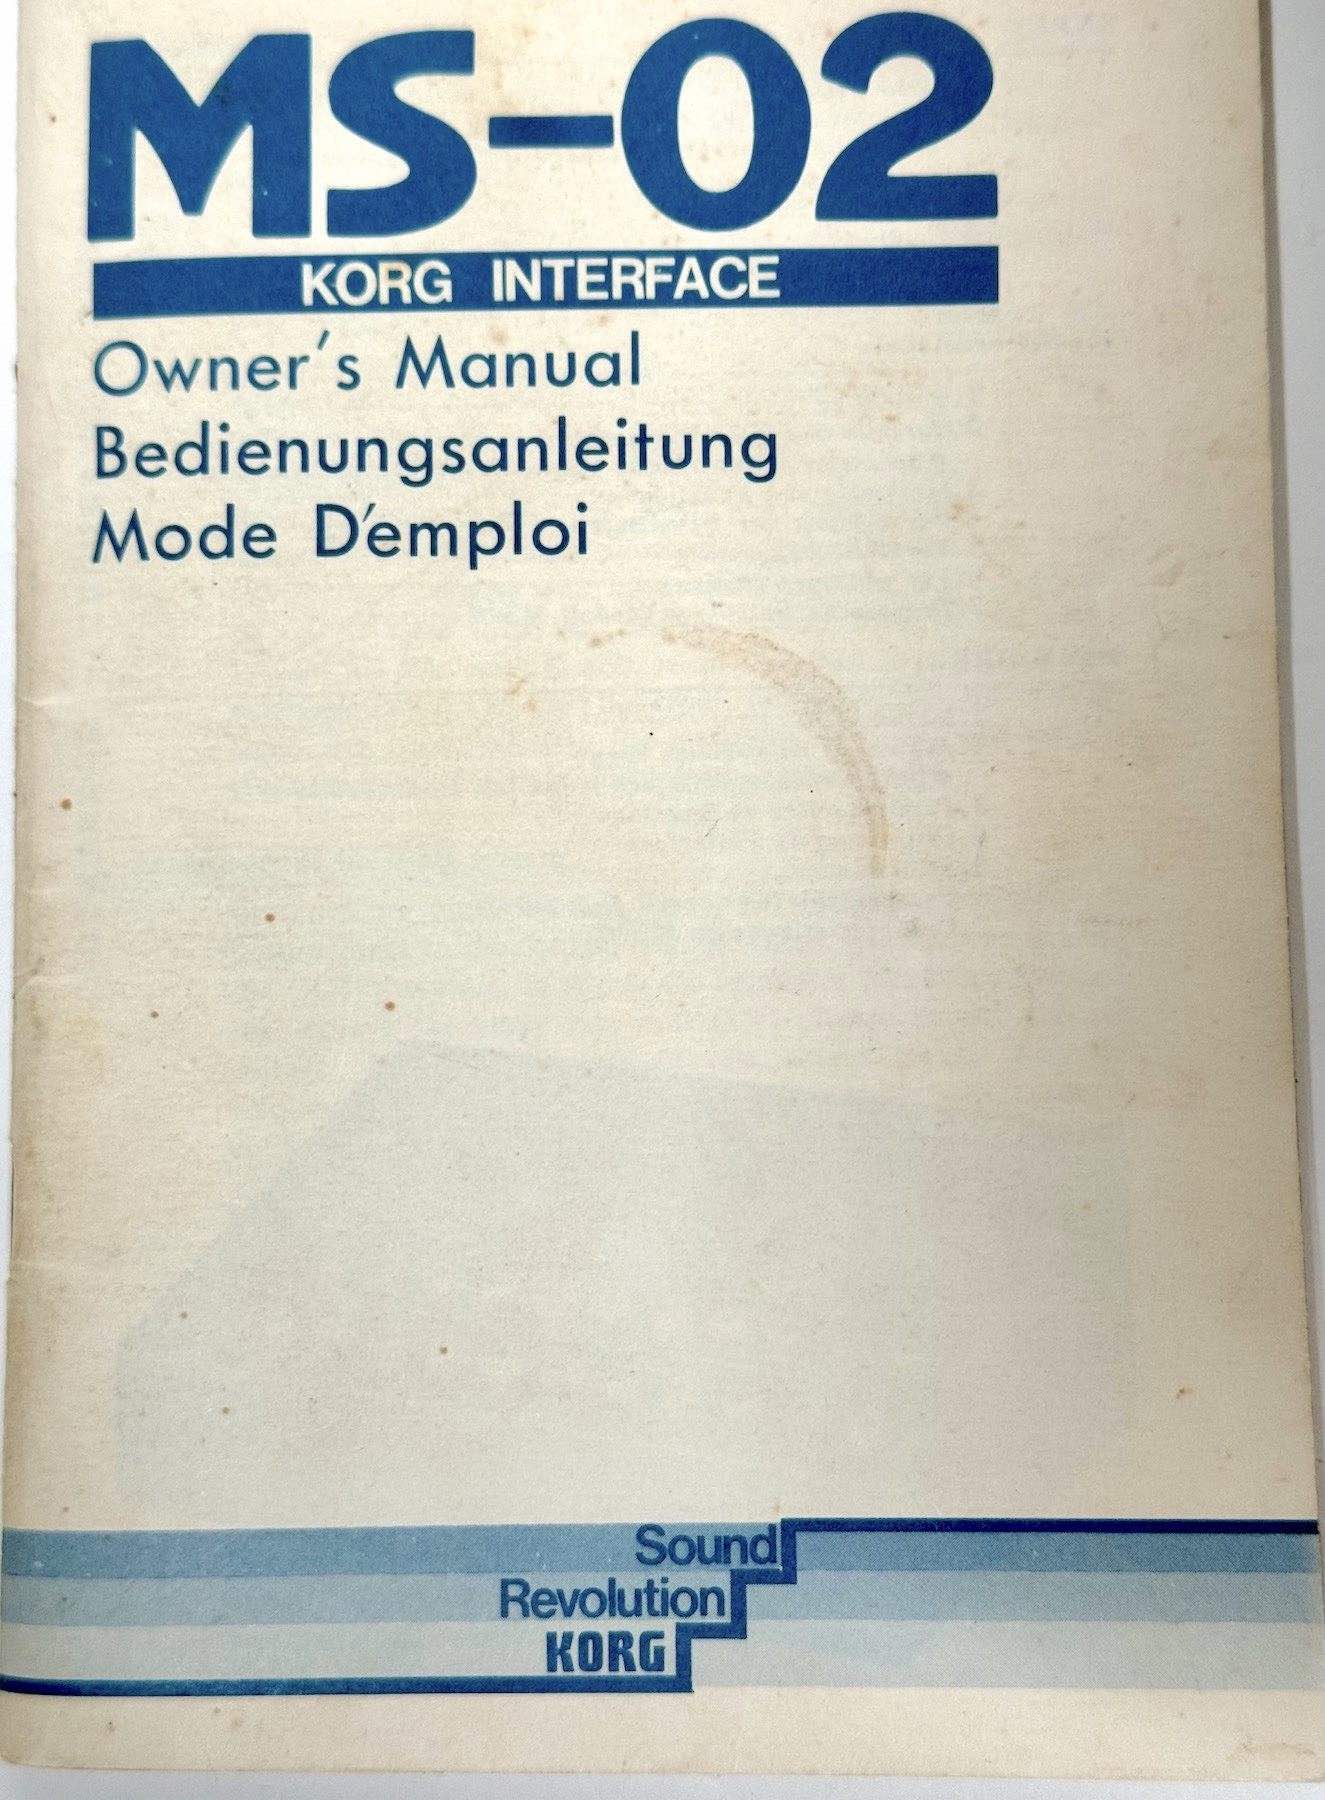 MS-02
KORG INTERFACE
Owner's Manual
Bedienungsanleitung
Mode D'emploi
Sound
Revolution
KORG